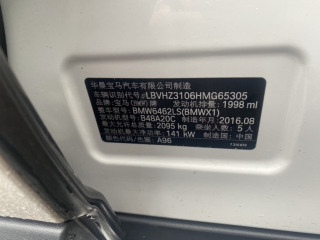 华晨宝马汽车有限公司制造
车辆识别代号 LBVHZ3106HMG65305
品牌 宝马(BMW)牌 发动机排量: 1998 ml
整车型号: BMW6462LS(BMWX1)
发动机型号: B48A20C 制造年月: 2016.08
最大允许总质量: 2095 kg 乘坐人数: 5 人
发动机最大净功率: 141 kW 制造国: 中国
颜色代码/色漆: A96